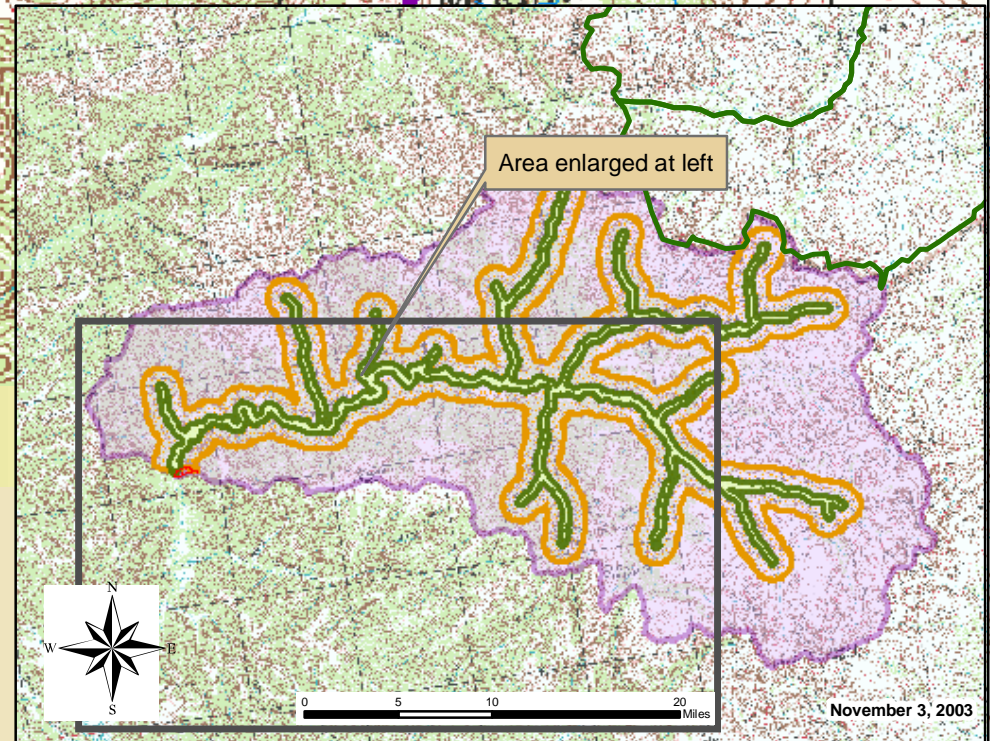 Area enlarged at left
N
W E
S
0 5 10 20
Miles
November 3, 2003